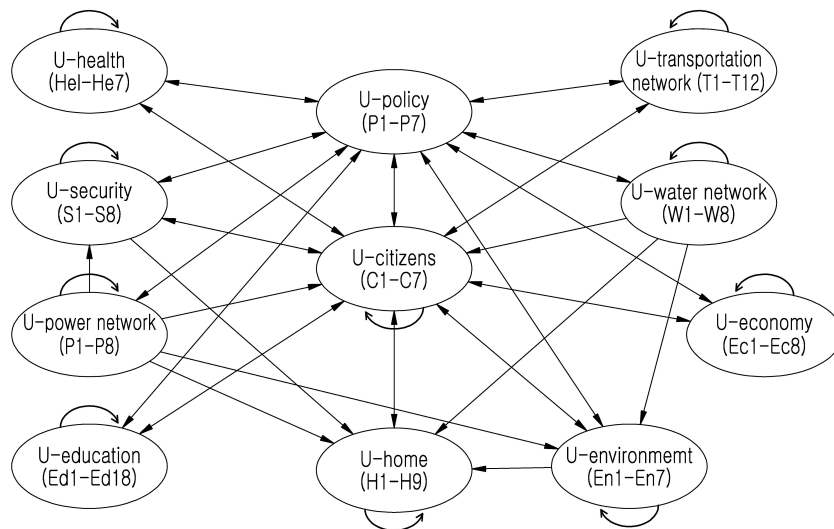 U-health
(Hel-He7)
U-policy
(P1-P7)
U-transportation
network (T1-T12)
U-security
(S1-S8)
U-water network
(W1-W8)
U-citizens
(C1-C7)
U-power network
(P1-P8)
U-economy
(Ec1-Ec8)
U-education
(Ed1-Ed18)
U-home
(H1-H9)
U-environmemt
(En1-En7)